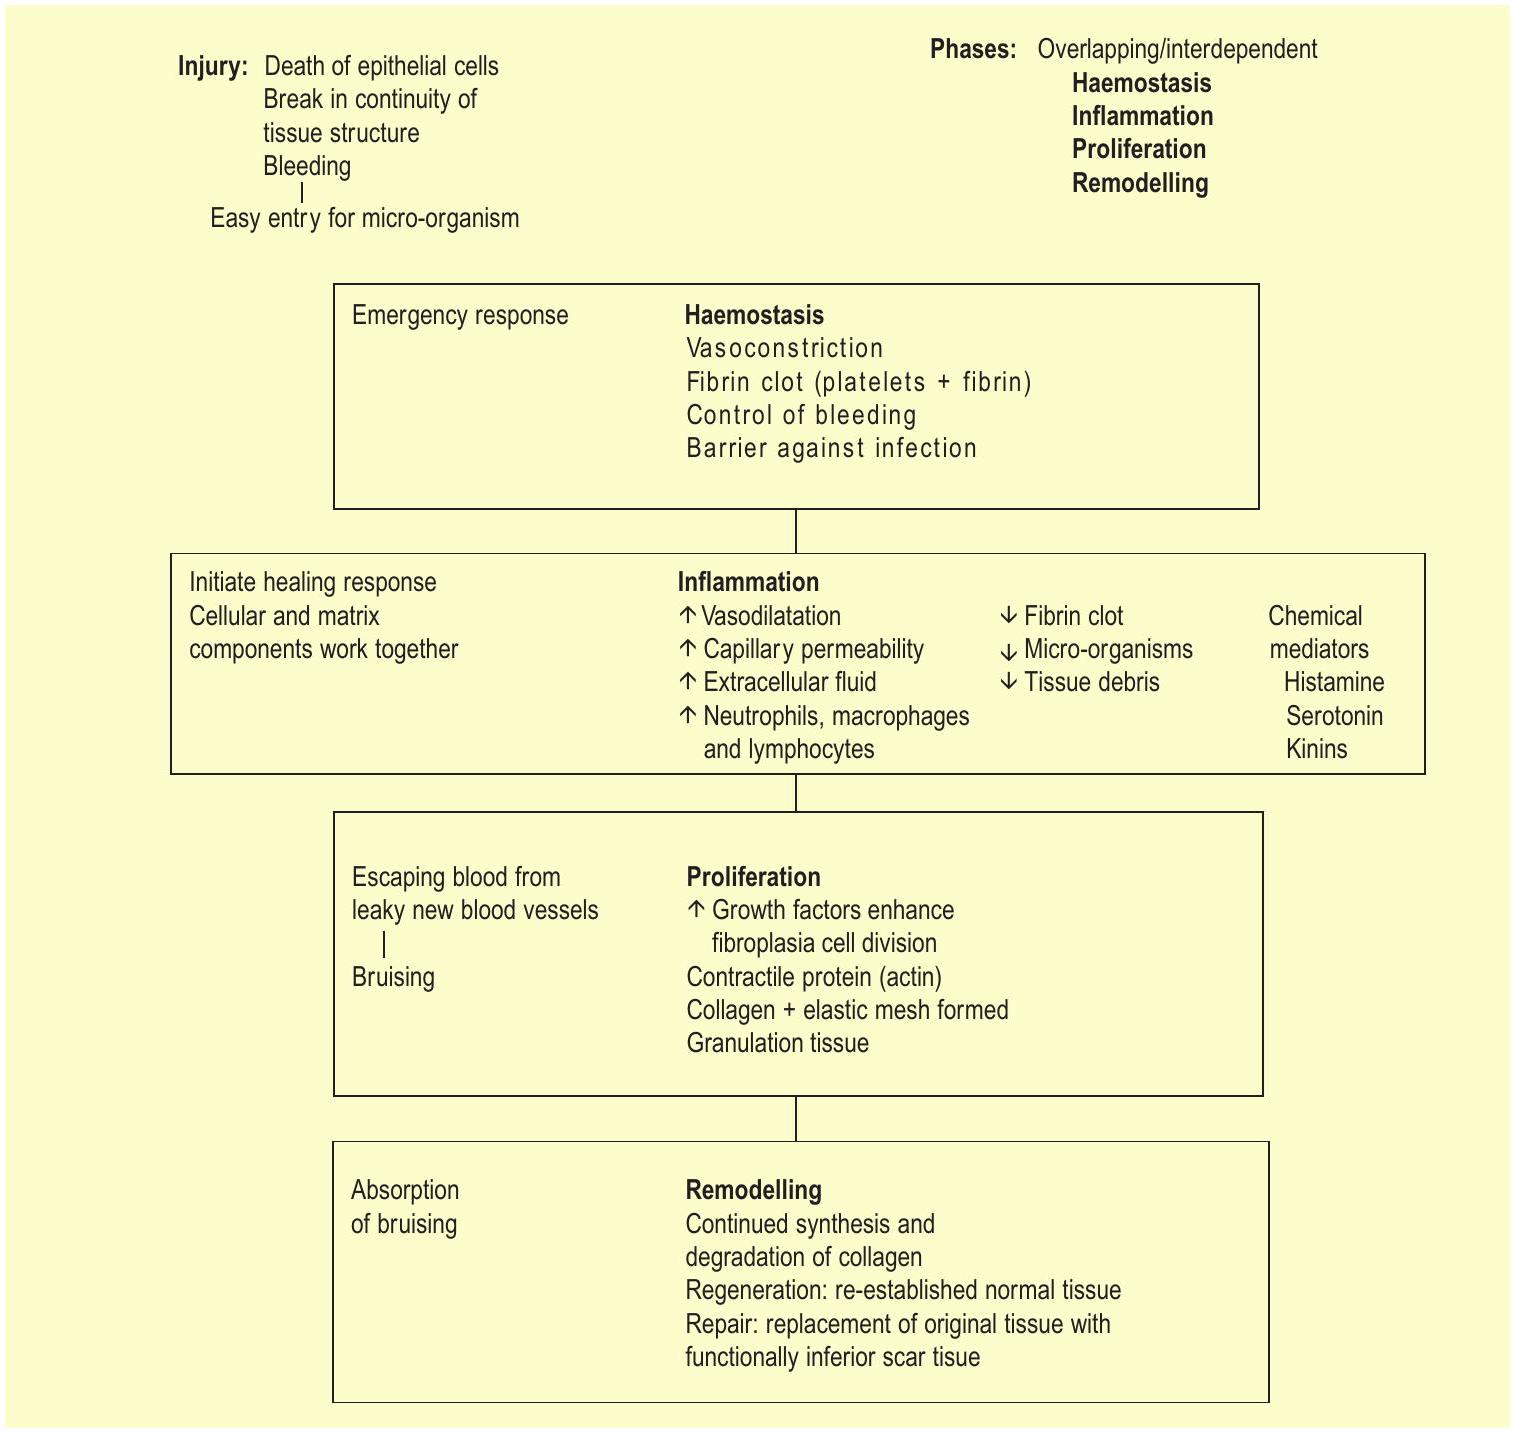 Injury: Death of epithelial cells
Break in continuity of
tissue structure
Bleeding
Easy entry for micro-organism
Phases: Overlapping/interdependent
Haemostasis
Inflammation
Proliferation
Remodelling
Emergency response
Haemostasis
Vasoconstriction
Fibrin clot (platelets + fibrin)
Control of bleeding
Barrier against infection
Initiate healing response
Cellular and matrix
components work together
Inflammation
↑ Vasodilatation
↑ Capillary permeability
↑ Extracellular fluid
↑ Neutrophils, macrophages
and lymphocytes
↓ Fibrin clot
↓ Micro-organisms
↓ Tissue debris
Chemical
mediators
Histamine
Serotonin
Kinins
Escaping blood from
leaky new blood vessels
Bruising
Proliferation
↑ Growth factors enhance
fibroplasia cell division
Contractile protein (actin)
Collagen + elastic mesh formed
Granulation tissue
Absorption
of bruising
Remodelling
Continued synthesis and
degradation of collagen
Regeneration: re-established normal tissue
Repair: replacement of original tissue with
functionally inferior scar tisue